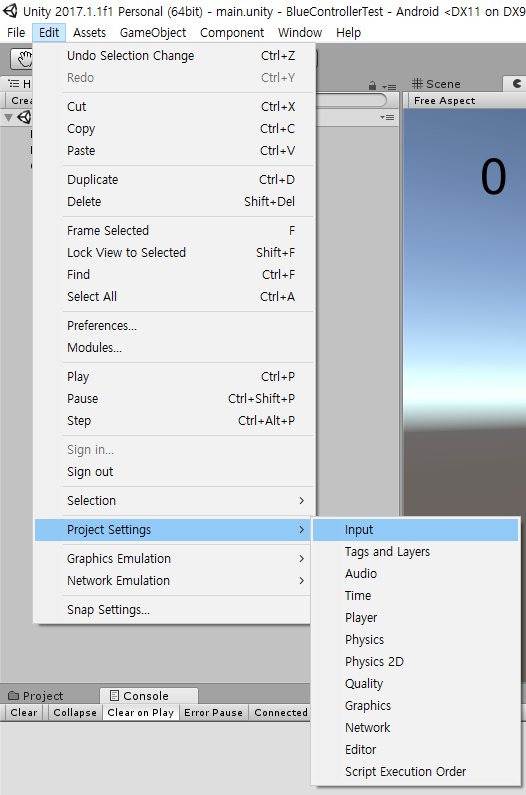 Unity 2017.1.1f1 Personal (64bit) - main.unity - BlueControllerTest - Android <DX11 on DX9
File Edit Assets GameObject Component Window Help
Undo Selection Change Ctrl+Z
Redo Ctrl+Y
Scene
Free Aspect
Cut Ctrl+X
Copy Ctrl+C
Paste Ctrl+V
0
Duplicate Ctrl+D
Delete Shift+Del
Frame Selected F
Lock View to Selected Shift+F
Find Ctrl+F
Select All Ctrl+A
Preferences...
Modules...
Play Ctrl+P
Pause Ctrl+Shift+P
Step Ctrl+Alt+P
Sign in...
Sign out
Selection >
Project Settings >
Graphics Emulation >
Network Emulation >
Snap Settings...
Input
Tags and Layers
Audio
Time
Player
Physics
Physics 2D
Quality
Graphics
Network
Editor
Script Execution Order
Project Console
Clear Collapse Clear on Play Error Pause Connected